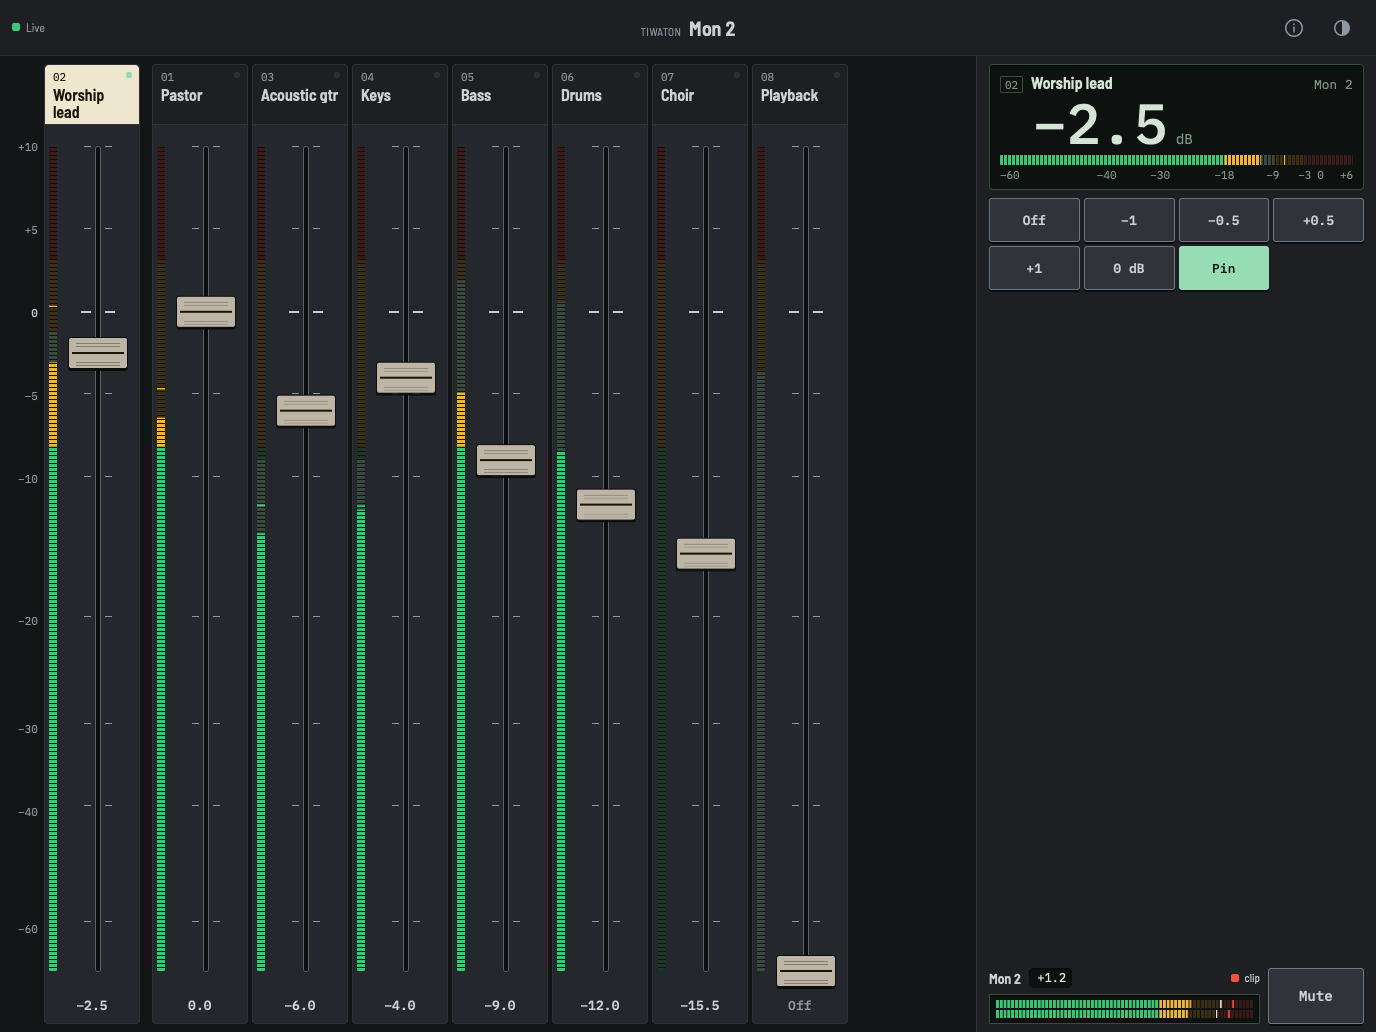 Live
TIWATON Mon 2
02
Worship
lead
01
Pastor
03
Acoustic gtr
04
Keys
05
Bass
06
Drums
07
Choir
08
Playback
+10
+5
0
−5
−10
−20
−30
−40
−60
−2.5
0.0
−6.0
−4.0
−9.0
−12.0
−15.5
Off
02 Worship lead Mon 2
−2.5 dB
−60 −40 −30 −18 −9 −3 0 +6
Off −1 −0.5 +0.5
+1 0 dB Pin
Mon 2 +1.2 clip
Mute